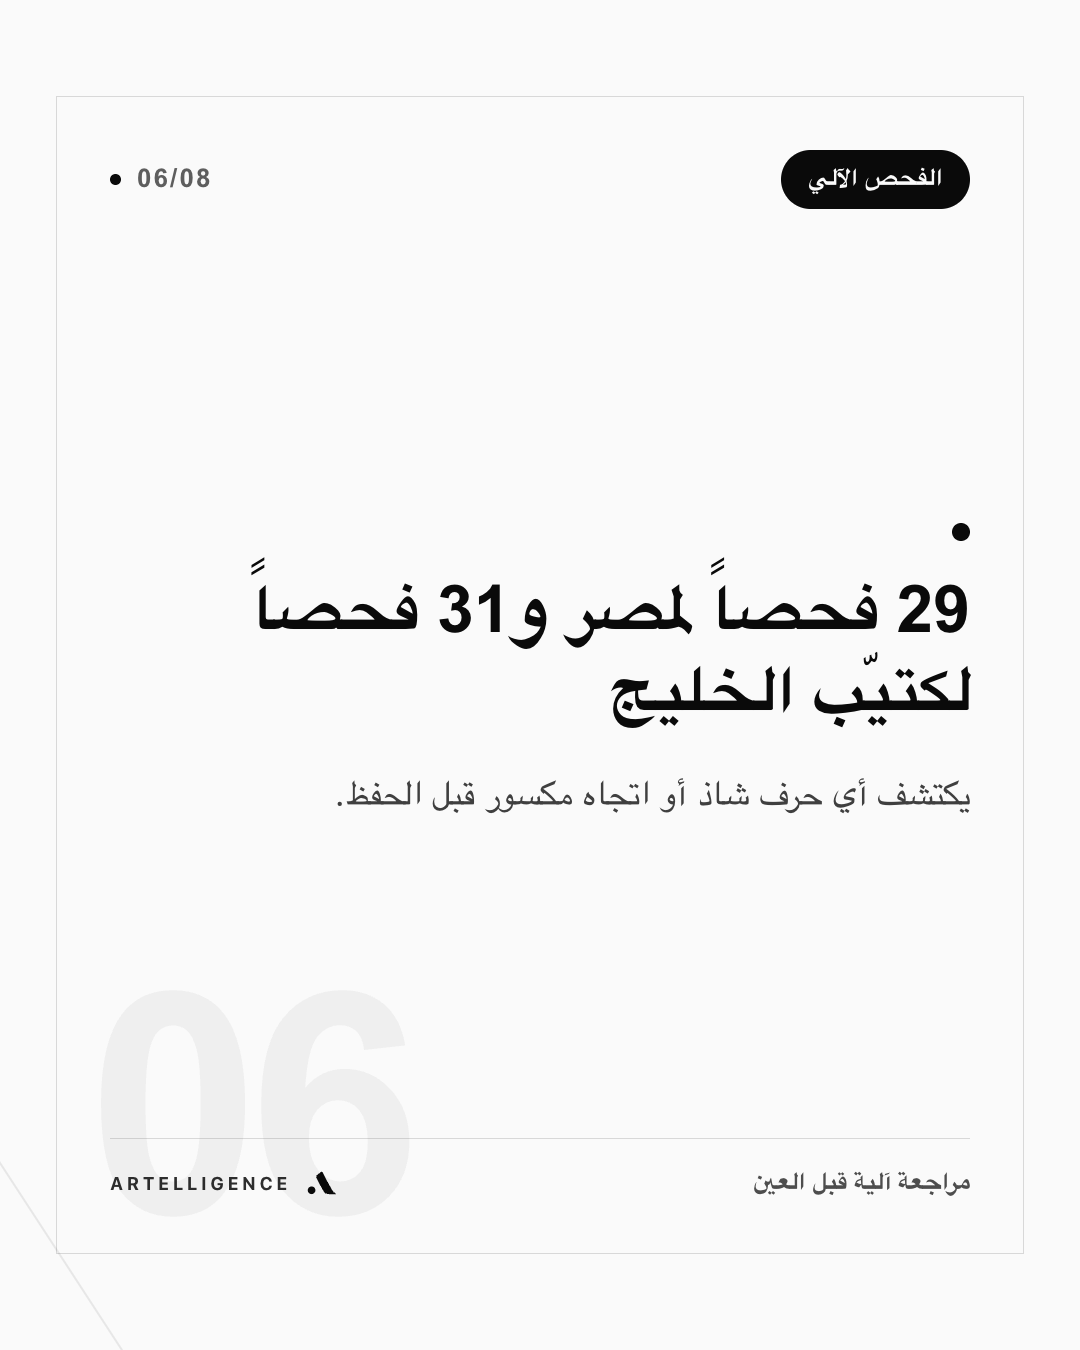 الفحص الآلي
06/08
29 فحصاً لمصر و31 فحصاً
لكتيّب الخليج
يكتشف أي حرف شاذ أو اتجاه مكسور قبل الحفظ.
06
مراجعة آلية قبل العين
ARTELLIGENCE